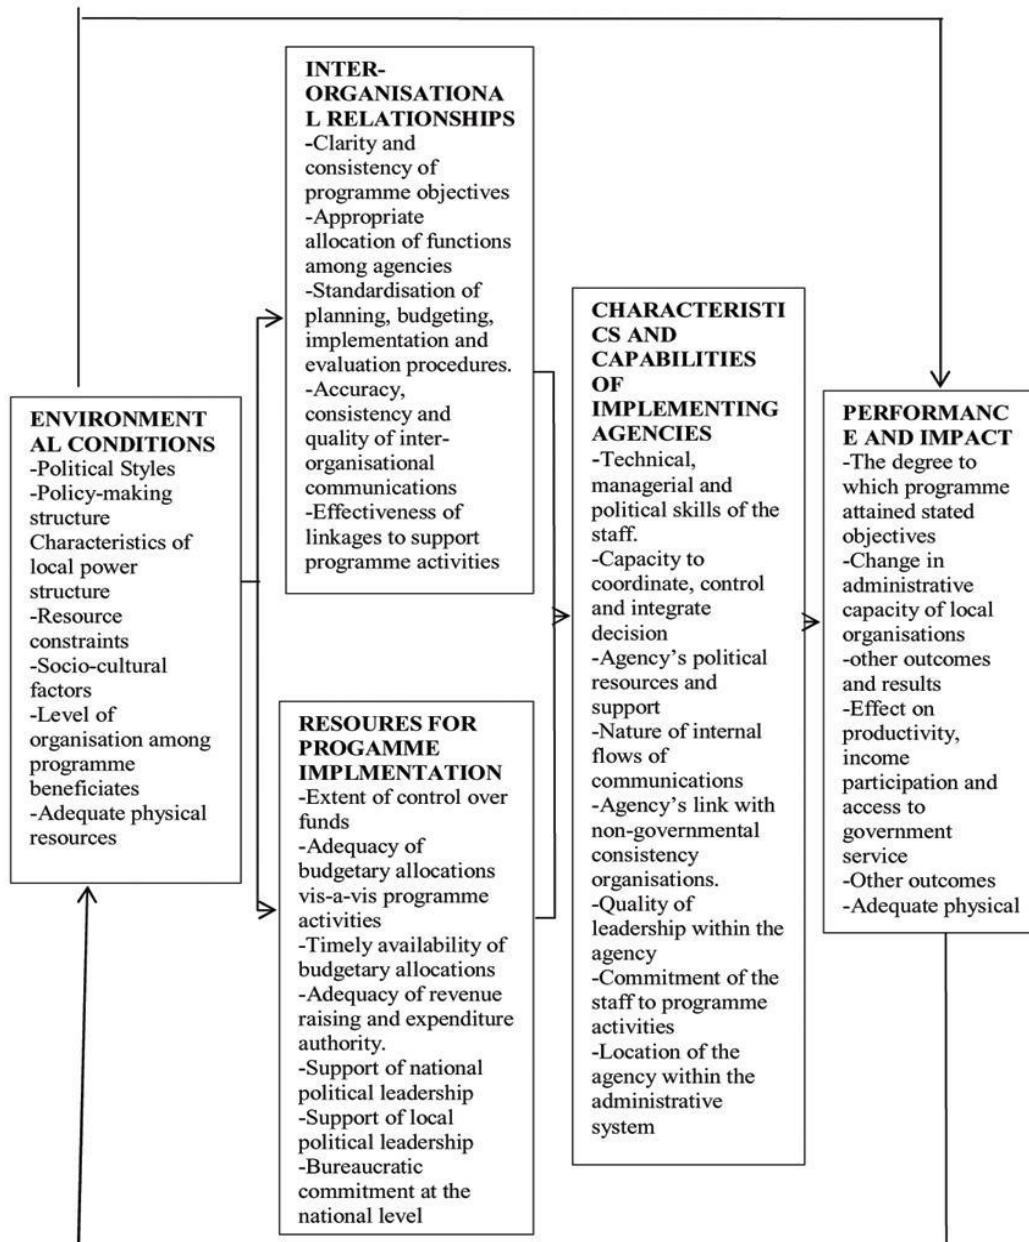 ENVIRONMENT
AL CONDITIONS
-Political Styles
-Policy-making
structure
Characteristics of
local power
structure
-Resource
constraints
-Socio-cultural
factors
-Level of
organisation among
programme
beneficiates
-Adequate physical
resources
INTER-
ORGANISATIONA
L RELATIONSHIPS
-Clarity and
consistency of
programme objectives
-Appropriate
allocation of functions
among agencies
-Standardisation of
planning, budgeting,
implementation and
evaluation procedures.
-Accuracy,
consistency and
quality of inter-
organisational
communications
-Effectiveness of
linkages to support
programme activities
RESOURES FOR
PROGAMME
IMPLMENTATION
-Extent of control over
funds
-Adequacy of
budgetary allocations
vis-a-vis programme
activities
-Timely availability of
budgetary allocations
-Adequacy of revenue
raising and expenditure
authority.
-Support of national
political leadership
-Support of local
political leadership
-Bureaucratic
commitment at the
national level
CHARACTERISTI
CS AND
CAPABILITIES
OF
IMPLEMENTING
AGENCIES
-Technical,
managerial and
political skills of the
staff.
-Capacity to
coordinate, control
and integrate
decision
-Agency's political
resources and
support
-Nature of internal
flows of
communications
-Agency's link with
non-governmental
consistency
organisations.
-Quality of
leadership within the
agency
-Commitment of the
staff to programme
activities
-Location of the
agency within the
administrative
system
PERFORMANC
E AND IMPACT
-The degree to
which programme
attained stated
objectives
-Change in
administrative
capacity of local
organisations
-other outcomes
and results
-Effect on
productivity,
income
participation and
access to
government
service
-Other outcomes
-Adequate physical